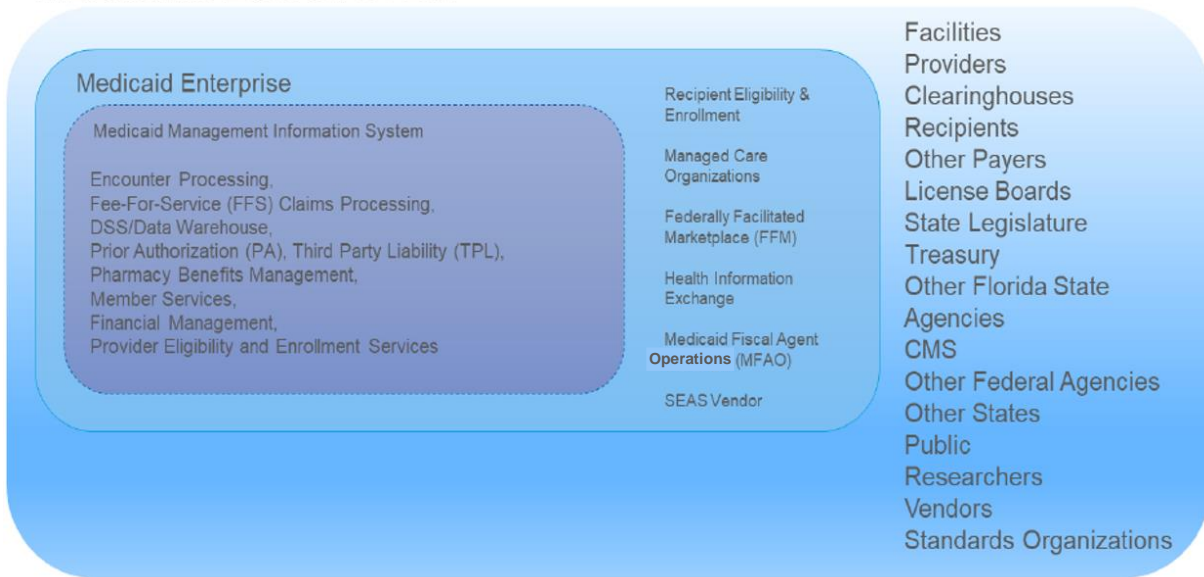 Medicaid Enterprise
Medicaid Management Information System
Encounter Processing,
Fee-For-Service (FFS) Claims Processing,
DSS/Data Warehouse,
Prior Authorization (PA), Third Party Liability (TPL),
Pharmacy Benefits Management,
Member Services,
Financial Management,
Provider Eligibility and Enrollment Services
Recipient Eligibility &
Enrollment
Managed Care
Organizations
Federally Facilitated
Marketplace (FFM)
Health Information
Exchange
Medicaid Fiscal Agent
Operations (MFAO)
SEAS Vendor
Facilities
Providers
Clearinghouses
Recipients
Other Payers
License Boards
State Legislature
Treasury
Other Florida State
Agencies
CMS
Other Federal Agencies
Other States
Public
Researchers
Vendors
Standards Organizations